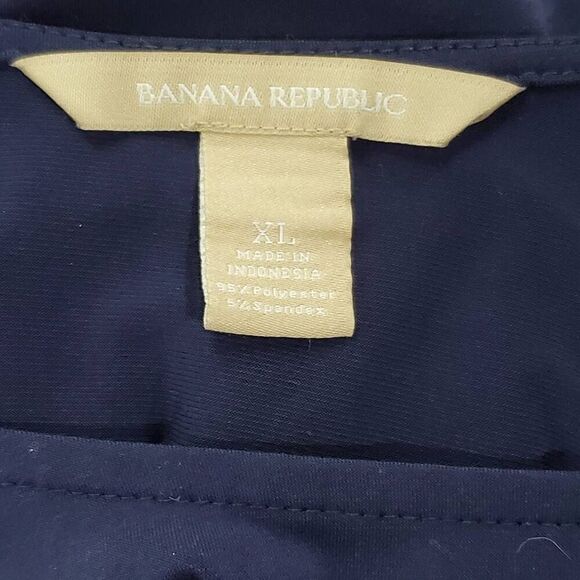 BANANA REPUBLIC
XL
MADE IN
INDONESIA
95% Polyester
5% Spandex